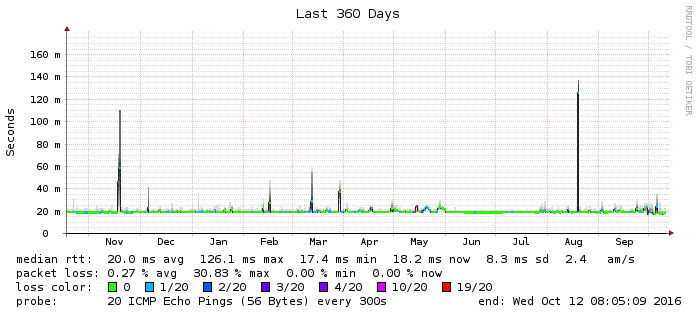 Last 360 Days
RRDTOOL / TOBI OETIKER
Seconds
160 m
140 m
120 m
100 m
80 m
60 m
40 m
20 m
0
Nov Dec Jan Feb Mar Apr May Jun Jul Aug Sep
median rtt: 20.0 ms avg 126.1 ms max 17.4 ms min 18.2 ms now 8.3 ms sd 2.4 am/s
packet loss: 0.27 % avg 30.83 % max 0.00 % min 0.00 % now
loss color: 0 1/20 2/20 3/20 4/20 10/20 19/20
probe: 20 ICMP Echo Pings (56 Bytes) every 300s end: Wed Oct 12 08:05:09 2016